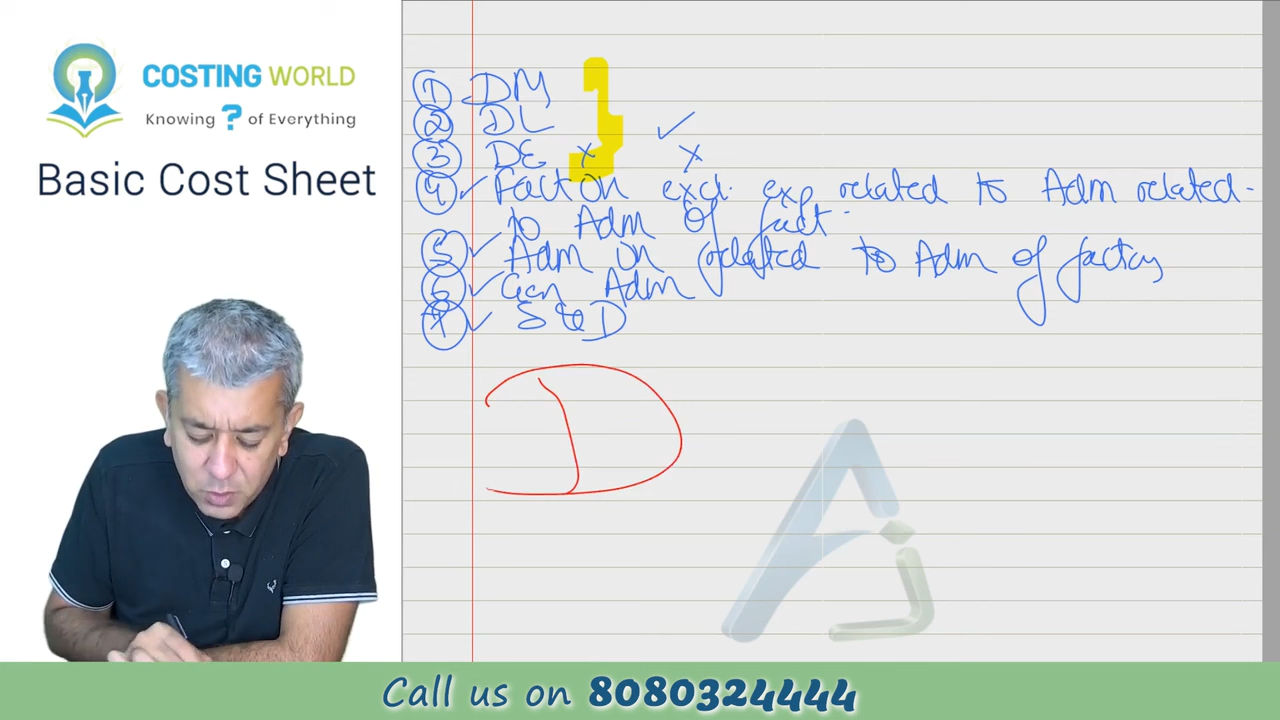 COSTING WORLD
Knowing ? of Everything
Basic Cost Sheet
① DM
② DL ✓
③ DE x x
④ ✓ Fact OH excl. exp related to Adm related
to Adm of fact.
⑤ ✓ Adm OH related to Adm of factory
⑥ ✓ Gen Adm
⑦ ✓ S & D
Call us on 8080324444